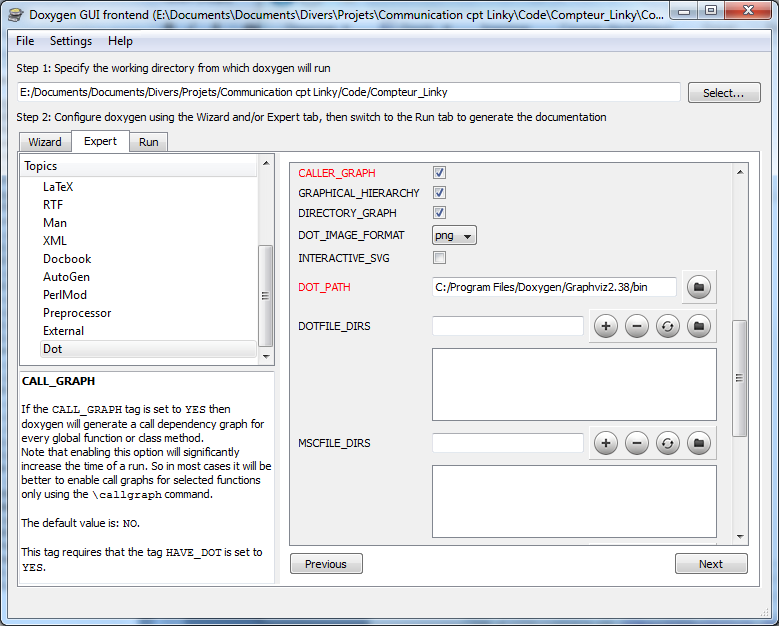 Doxygen GUI frontend (E:\Documents\Documents\Divers\Projets\Communication cpt Linky\Code\Compteur_Linky\Co...
File Settings Help
Step 1: Specify the working directory from which doxygen will run
E:/Documents/Documents/Divers/Projets/Communication cpt Linky/Code/Compteur_Linky
Select...
Step 2: Configure doxygen using the Wizard and/or Expert tab, then switch to the Run tab to generate the documentation
Wizard Expert Run
Topics
LaTeX
RTF
Man
XML
Docbook
AutoGen
PerlMod
Preprocessor
External
Dot
CALL_GRAPH
If the CALL_GRAPH tag is set to YES then
doxygen will generate a call dependency graph for
every global function or class method.
Note that enabling this option will significantly
increase the time of a run. So in most cases it will be
better to enable call graphs for selected functions
only using the \callgraph command.
The default value is: NO.
This tag requires that the tag HAVE_DOT is set to
YES.
CALLER_GRAPH
GRAPHICAL_HIERARCHY
DIRECTORY_GRAPH
DOT_IMAGE_FORMAT png
INTERACTIVE_SVG
DOT_PATH C:/Program Files/Doxygen/Graphviz2.38/bin
DOTFILE_DIRS
MSCFILE_DIRS
Previous Next